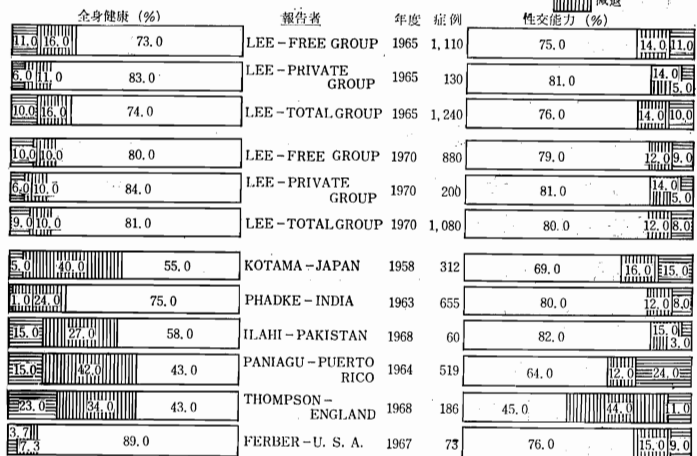 減退
全身健康 (%) 報告者 年度 症例 性交能力 (%)
11.0 16.0 73.0 LEE-FREE GROUP 1965 1,110 75.0 14.0 11.0
6.0 11.0 83.0 LEE-PRIVATE GROUP 1965 130 81.0 14.0 5.0
10.0 16.0 74.0 LEE-TOTAL GROUP 1965 1,240 76.0 14.0 10.0
10.0 10.0 80.0 LEE-FREE GROUP 1970 880 79.0 12.0 9.0
6.0 10.0 84.0 LEE-PRIVATE GROUP 1970 200 81.0 14.0 5.0
9.0 10.0 81.0 LEE-TOTAL GROUP 1970 1,080 80.0 12.0 8.0
5.0 40.0 55.0 KOTAMA-JAPAN 1958 312 69.0 16.0 15.0
1.0 24.0 75.0 PHADKE-INDIA 1963 655 80.0 12.0 8.0
15.0 27.0 58.0 ILAHI-PAKISTAN 1968 60 82.0 15.0 3.0
15.0 42.0 43.0 PANIAGU-PUERTO RICO 1964 519 64.0 12.0 24.0
23.0 34.0 43.0 THOMPSON-ENGLAND 1968 186 45.0 44.0 11.0
3.7 7.3 89.0 FERBER-U.S.A. 1967 73 76.0 15.0 9.0